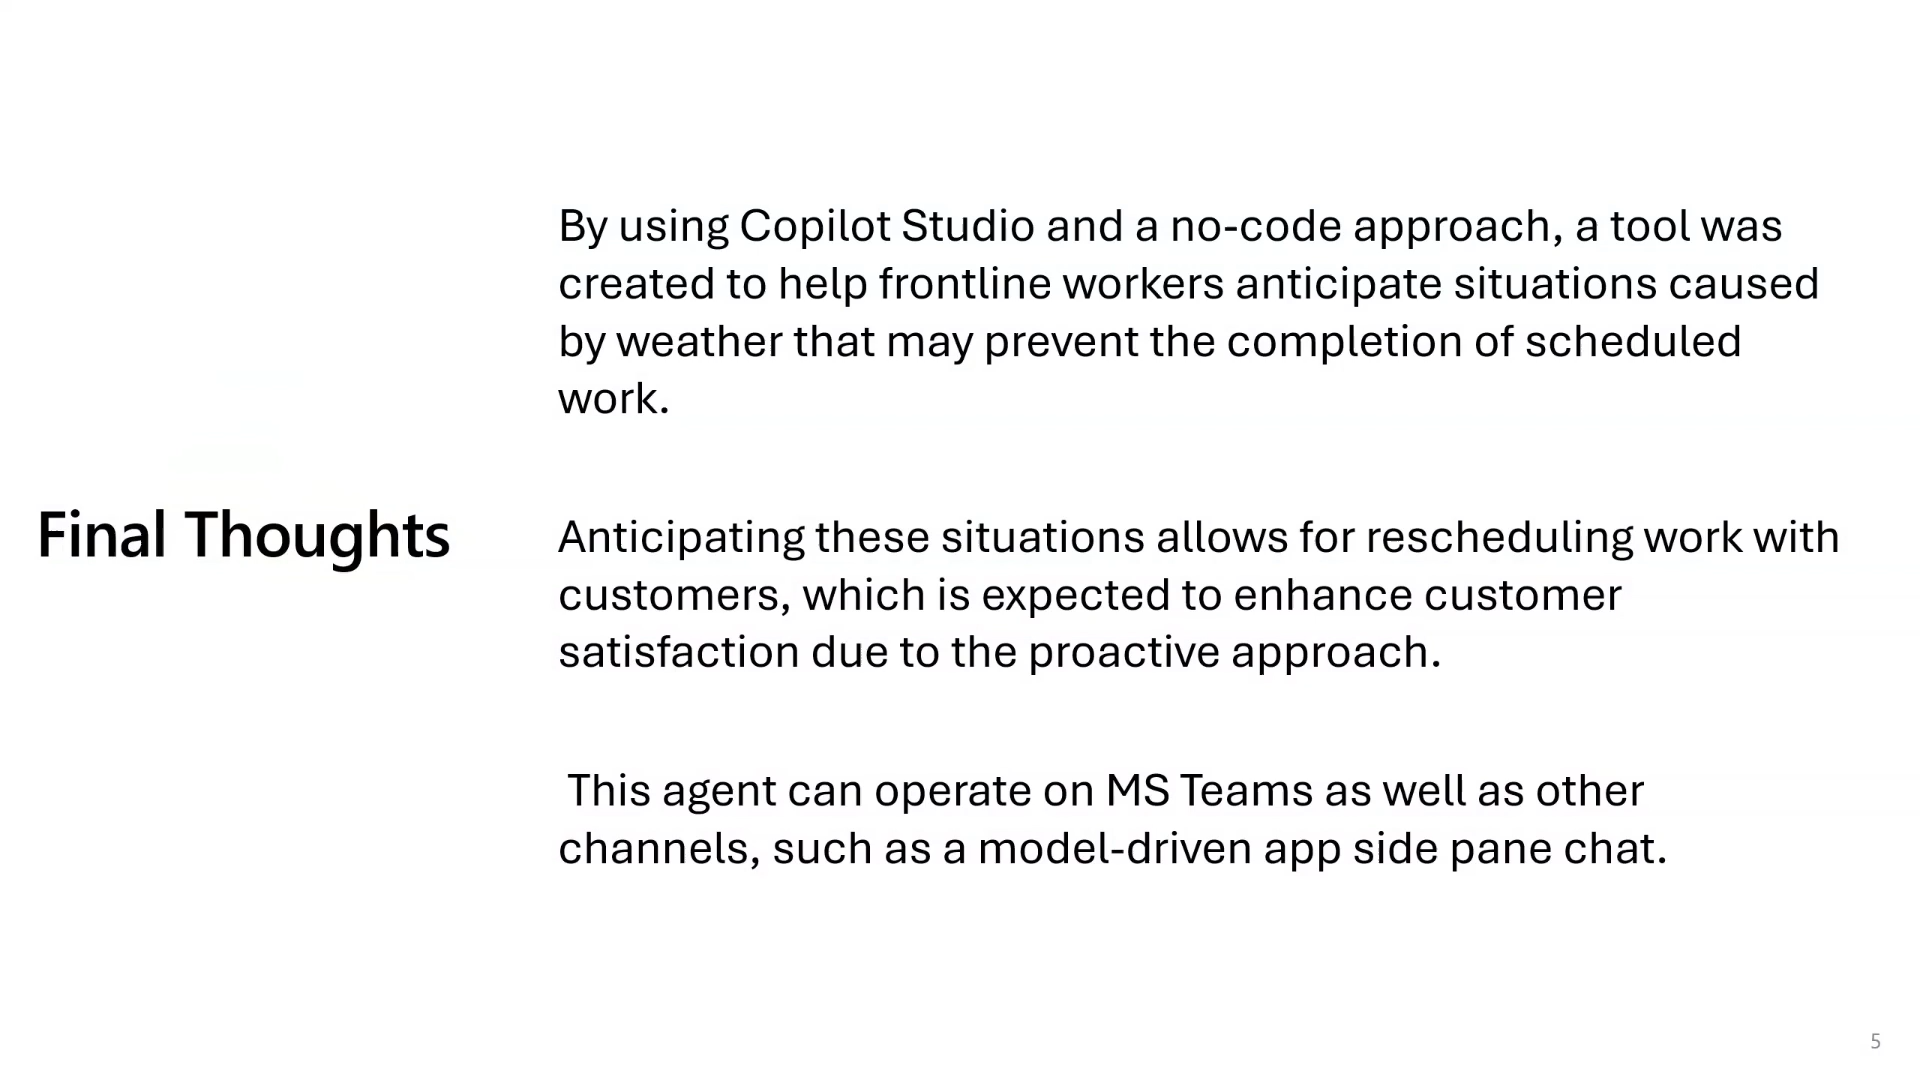 Final Thoughts
By using Copilot Studio and a no-code approach, a tool was
created to help frontline workers anticipate situations caused
by weather that may prevent the completion of scheduled
work.
Anticipating these situations allows for rescheduling work with
customers, which is expected to enhance customer
satisfaction due to the proactive approach.
This agent can operate on MS Teams as well as other
channels, such as a model-driven app side pane chat.
5